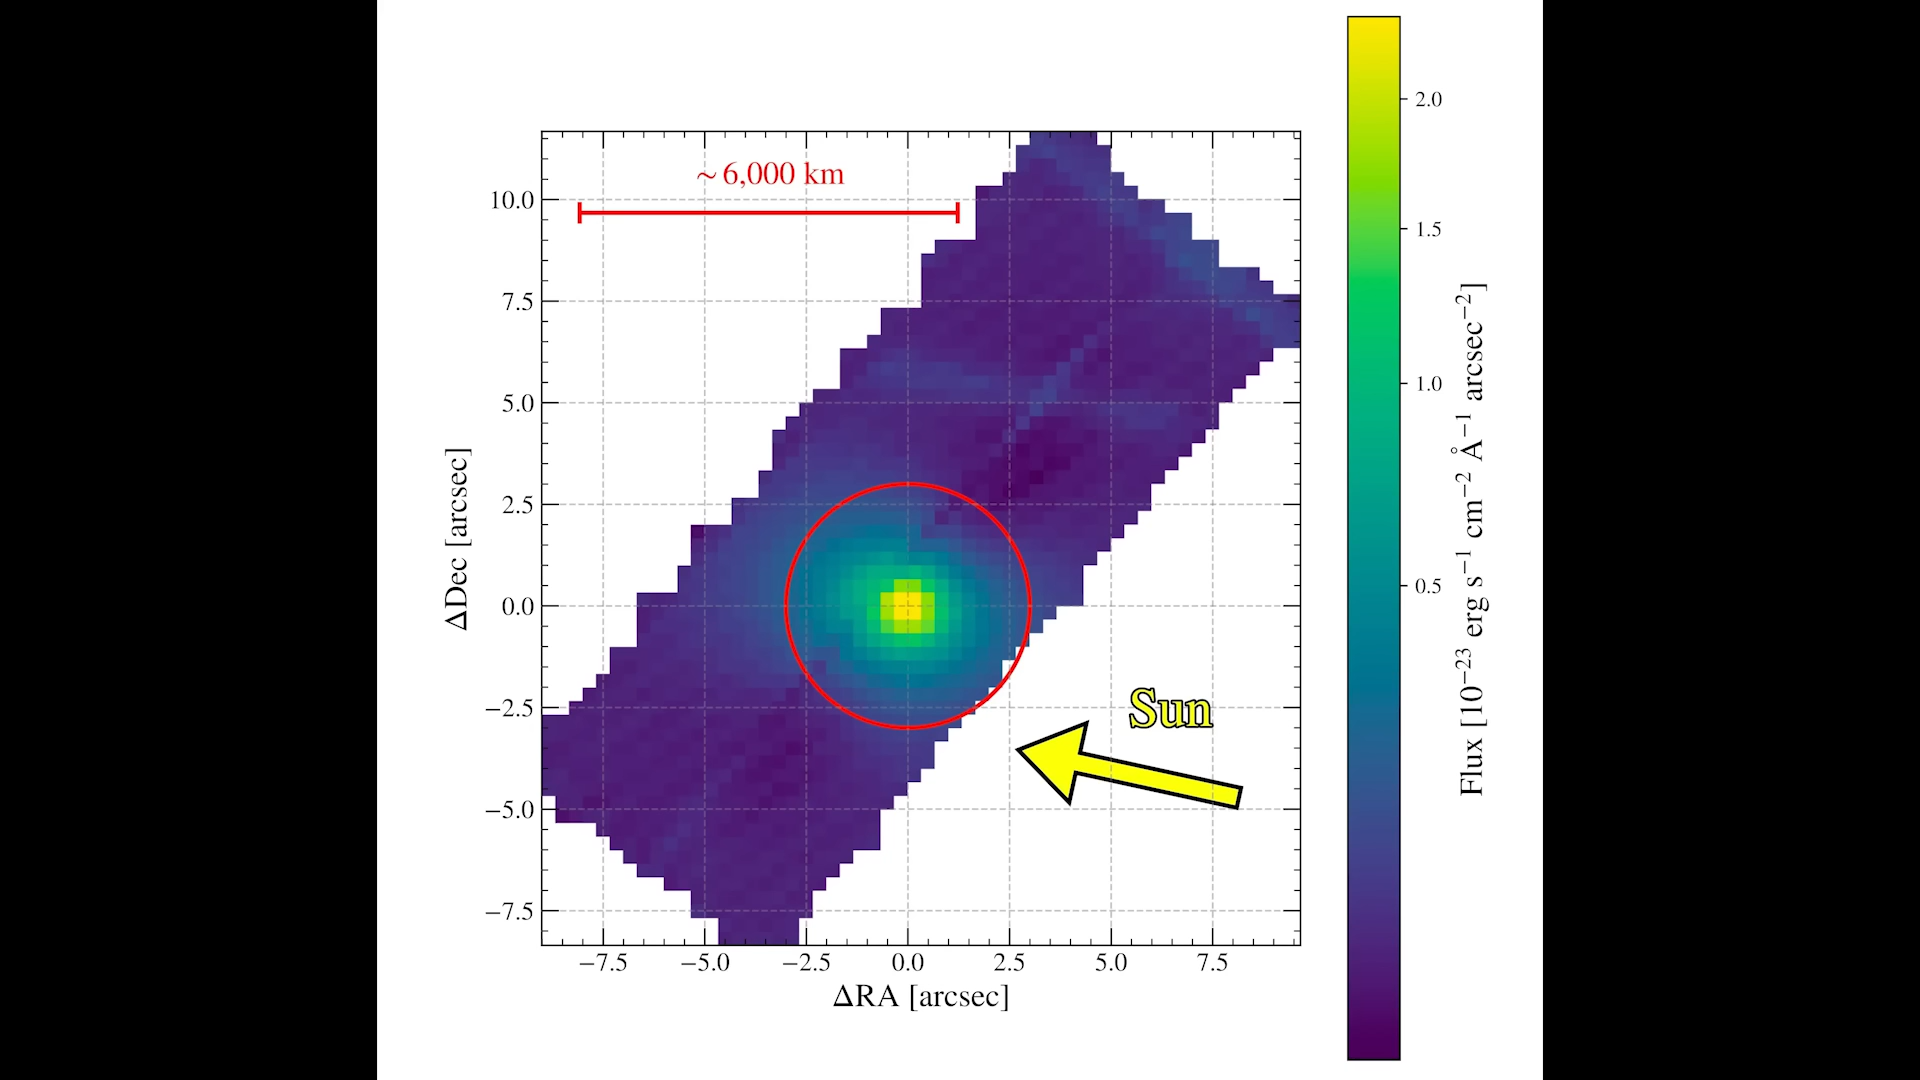 ~6,000 km
10.0
7.5
5.0
2.5
0.0
−2.5
−5.0
−7.5
ΔDec [arcsec]
−7.5 −5.0 −2.5 0.0 2.5 5.0 7.5
ΔRA [arcsec]
Sun
2.0
1.5
1.0
0.5
Flux [10⁻²³ erg s⁻¹ cm⁻² Å⁻¹ arcsec⁻²]